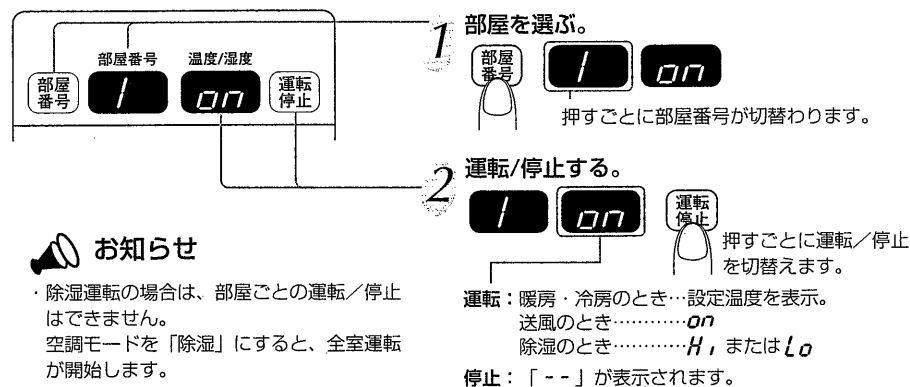 部屋番号
温度/湿度
部屋
番号
1
on
運転
停止
1 部屋を選ぶ。
部屋
番号
1
on
押すごとに部屋番号が切替わります。
2 運転/停止する。
1
on
運転
停止
押すごとに運転／停止
を切替えます。
運転：暖房・冷房のとき…設定温度を表示。
送風のとき…………on
除湿のとき…………Hi または Lo
停止：「 - - 」が表示されます。
お知らせ
・除湿運転の場合は、部屋ごとの運転／停止
はできません。
空調モードを「除湿」にすると、全室運転
が開始します。